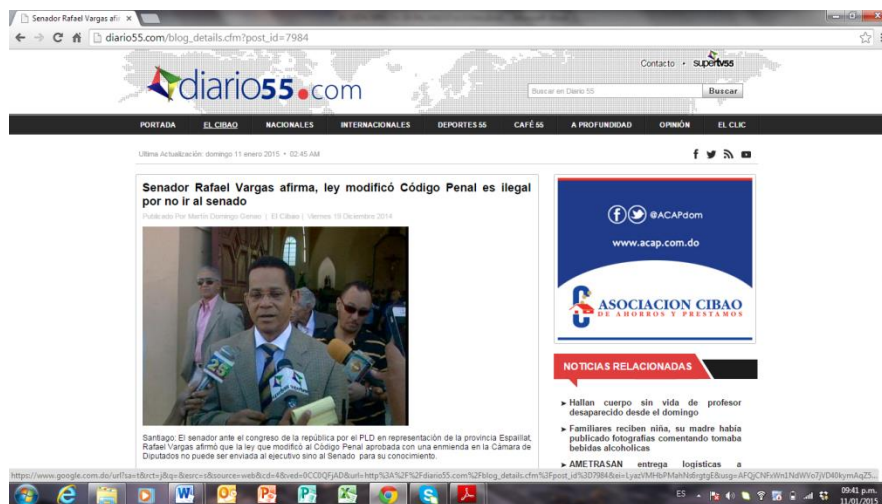 Senador Rafael Vargas afir
diario55.com/blog_details.cfm?post_id=7984
Contacto • supertv55
diario55.com
Buscar en Diario 55
Buscar
PORTADA EL CIBAO NACIONALES INTERNACIONALES DEPORTES 55 CAFÉ 55 A PROFUNDIDAD OPINIÓN EL CLIC
Ultima Actualización: domingo 11 enero 2015 • 02:45 AM
Senador Rafael Vargas afirma, ley modificó Código Penal es ilegal
por no ir al senado
Publicado Por Martín Domingo | El Cibao | Viernes 19 Diciembre 2014
25
Santiago: El senador ante el congreso de la república por el PLD en representación de la provincia Espaillat,
Rafael Vargas afirmó que la ley que modificó al Código Penal aprobada con una enmienda en la Cámara de
Diputados no puede ser enviada al ejecutivo sino al Senado para su conocimiento.
@ACAPdom
www.acap.com.do
ASOCIACION CIBAO
DE AHORROS Y PRESTAMOS
NOTICIAS RELACIONADAS
Hallan cuerpo sin vida de profesor
desaparecido desde el domingo
Familiares reciben niña, su madre había
publicado fotografías comentando tomaba
bebidas alcoholicas
AMETRASAN entrega logísticas a
ES
09:41 p.m.
11/01/2015